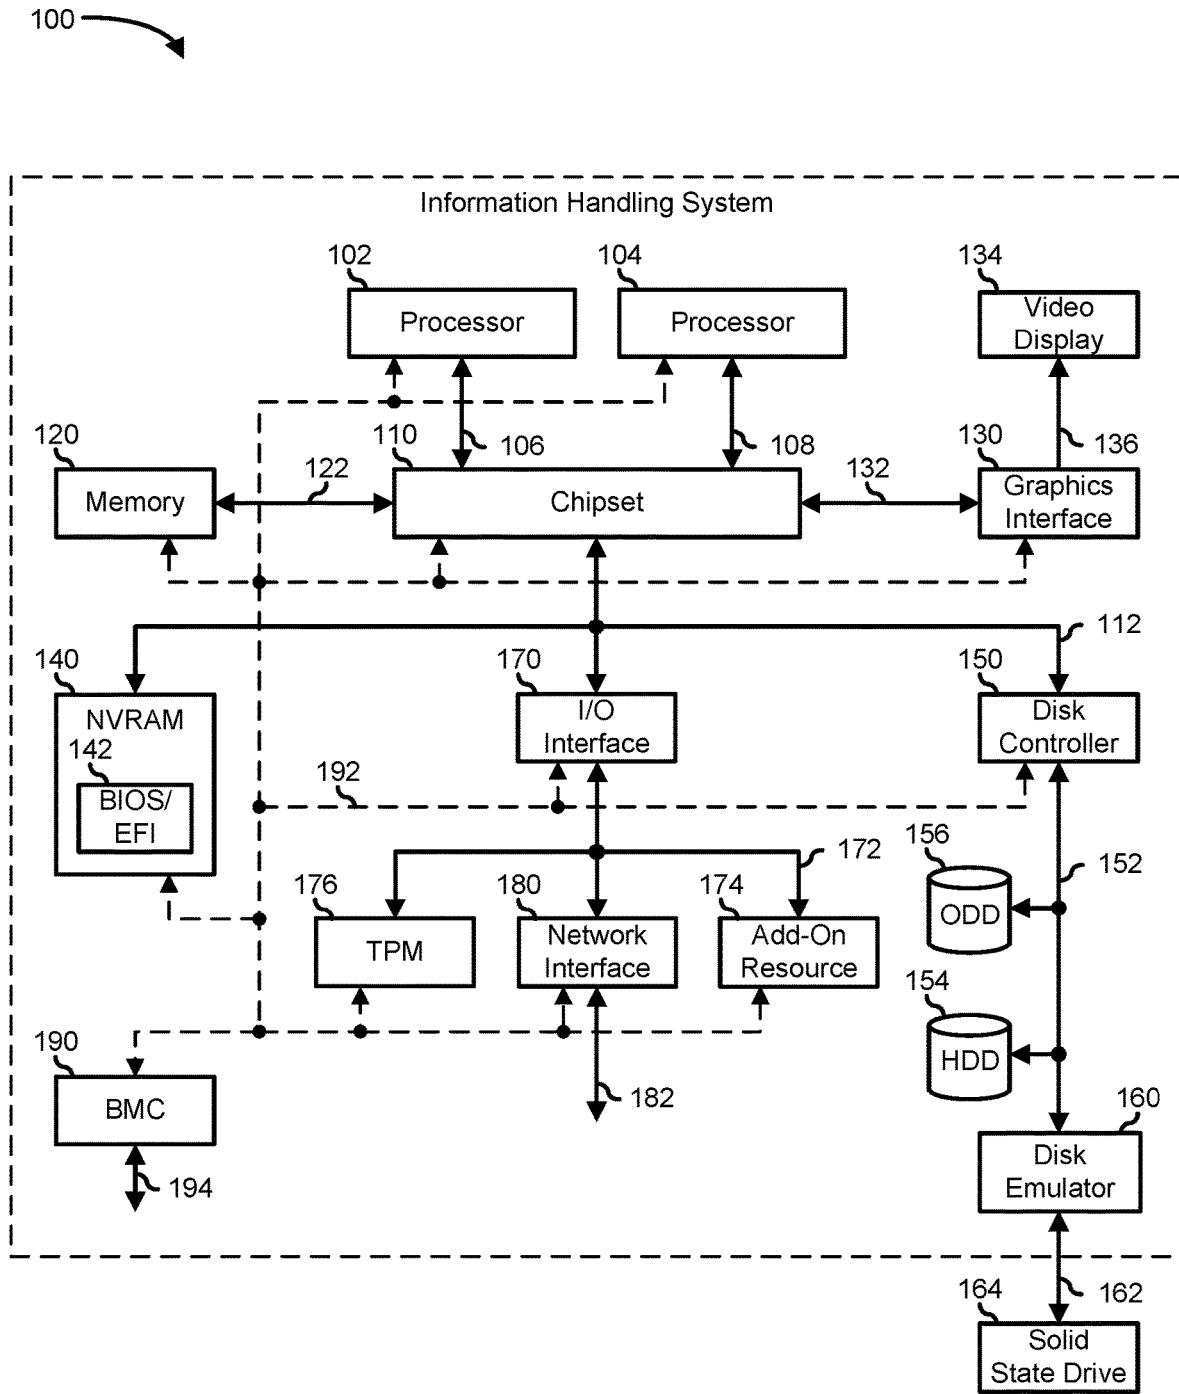 100
Information Handling System
102
104
134
Processor
Processor
Video
Display
120
110
106
108
130
136
122
132
Memory
Chipset
Graphics
Interface
112
140
170
150
NVRAM
I/O
Interface
Disk
Controller
142
BIOS/
EFI
192
156
172
152
176
180
174
ODD
TPM
Network
Interface
Add-On
Resource
154
190
HDD
BMC
182
160
194
Disk
Emulator
164
162
Solid
State Drive